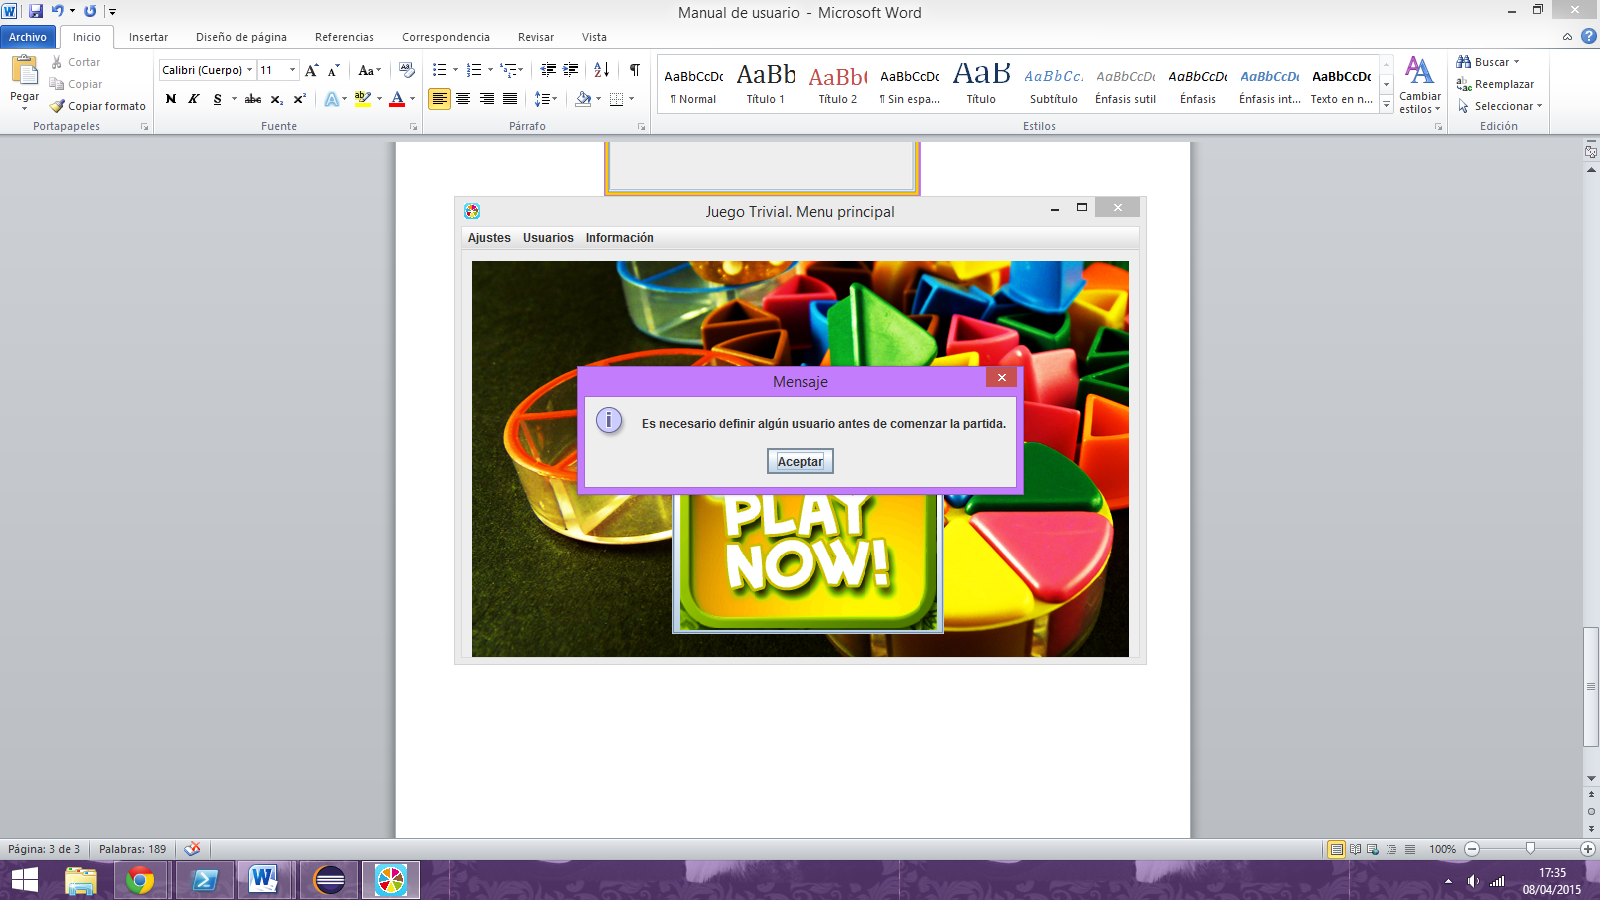 Manual de usuario - Microsoft Word
Archivo
Inicio
Insertar
Diseño de página
Referencias
Correspondencia
Revisar
Vista
Pegar
Cortar
Copiar
Copiar formato
Portapapeles
Calibri (Cuerpo)
11
Fuente
Párrafo
AaBbCcDc
¶ Normal
AaBb
Título 1
AaBb
Título 2
AaBbCcDc
¶ Sin espa...
AaB
Título
AaBbCc.
Subtítulo
AaBbCcDc
Énfasis sutil
AaBbCcDc
Énfasis
AaBbCcDc
Énfasis int...
AaBbCcDc
Texto en n...
Cambiar
estilos
Estilos
Buscar
Reemplazar
Seleccionar
Edición
Juego Trivial. Menu principal
Ajustes
Usuarios
Información
Mensaje
Es necesario definir algún usuario antes de comenzar la partida.
Aceptar
PLAY
NOW!
Página: 3 de 3
Palabras: 189
100%
17:35
08/04/2015